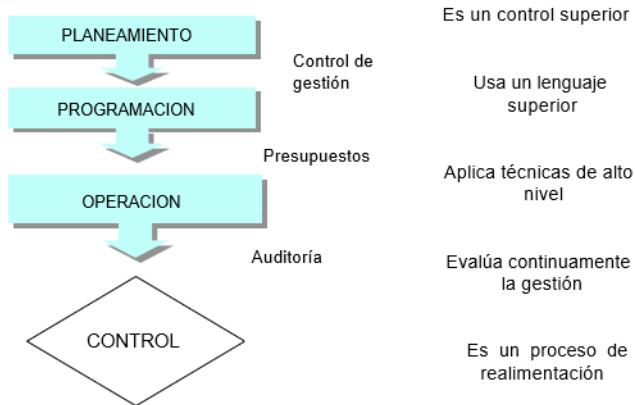 PLANEAMIENTO
Control de
gestión
PROGRAMACION
Presupuestos
OPERACION
Auditoría
CONTROL
Es un control superior
Usa un lenguaje
superior
Aplica técnicas de alto
nivel
Evalúa continuamente
la gestión
Es un proceso de
realimentación